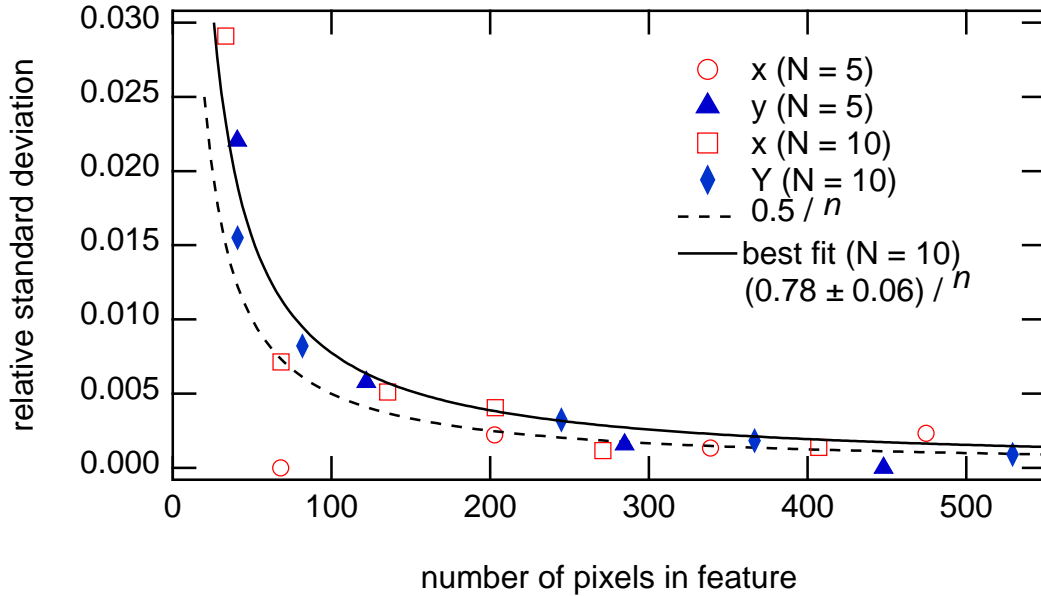 0.030
0.025
0.020
0.015
0.010
0.005
0.000
relative standard deviation
x (N = 5)
y (N = 5)
x (N = 10)
Y (N = 10)
0.5 / n
best fit (N = 10)
(0.78 ± 0.06) / n
0 100 200 300 400 500
number of pixels in feature